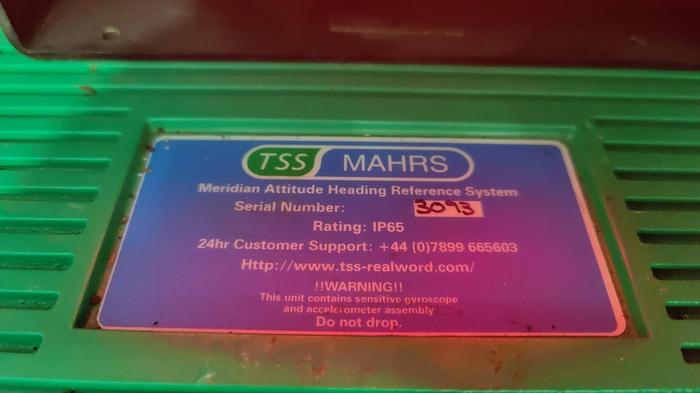 TSS MAHRS
Meridian Attitude Heading Reference System
Serial Number: 3093
Rating: IP65
24hr Customer Support: +44 (0)7899 665603
Http://www.tss-realword.com/
!!WARNING!!
This unit contains sensitive gyroscope
and accelerometer assembly
Do not drop.